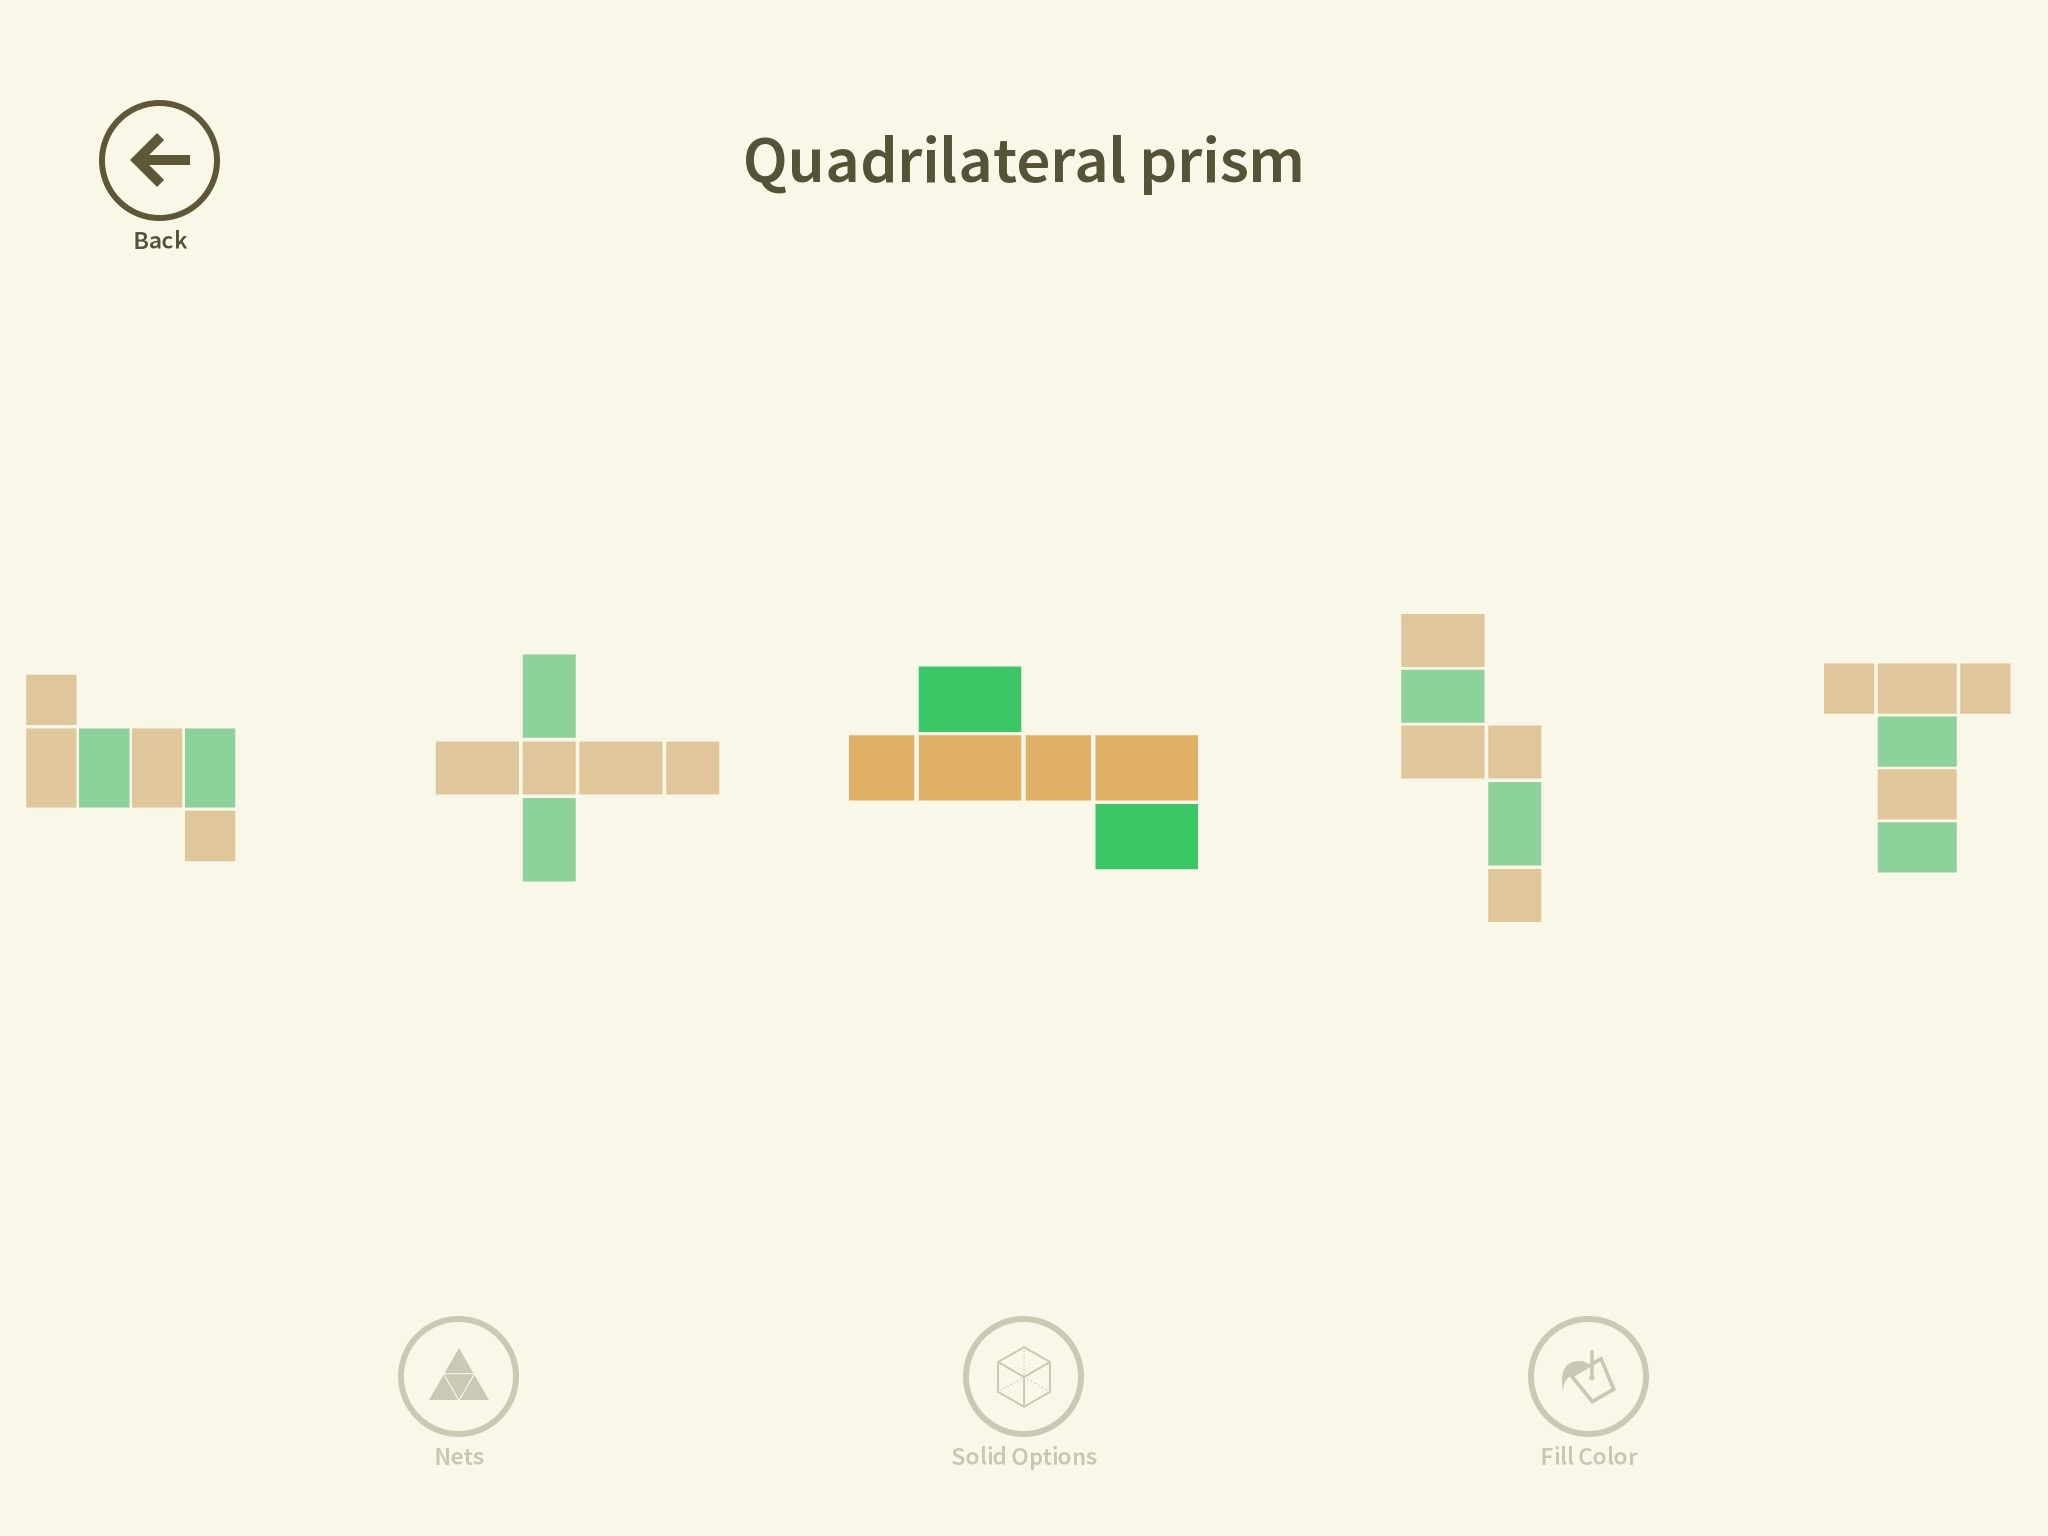 Quadrilateral prism
Back
Nets
Solid Options
Fill Color